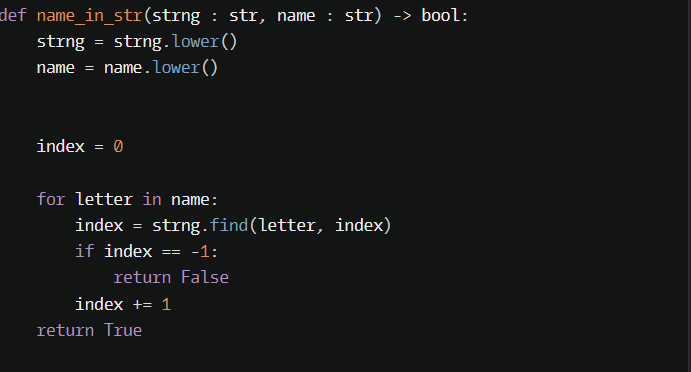 def name_in_str(strng : str, name : str) -> bool:
    strng = strng.lower()
    name = name.lower()
    index = 0
    for letter in name:
        index = strng.find(letter, index)
        if index == -1:
            return False
        index += 1
    return True